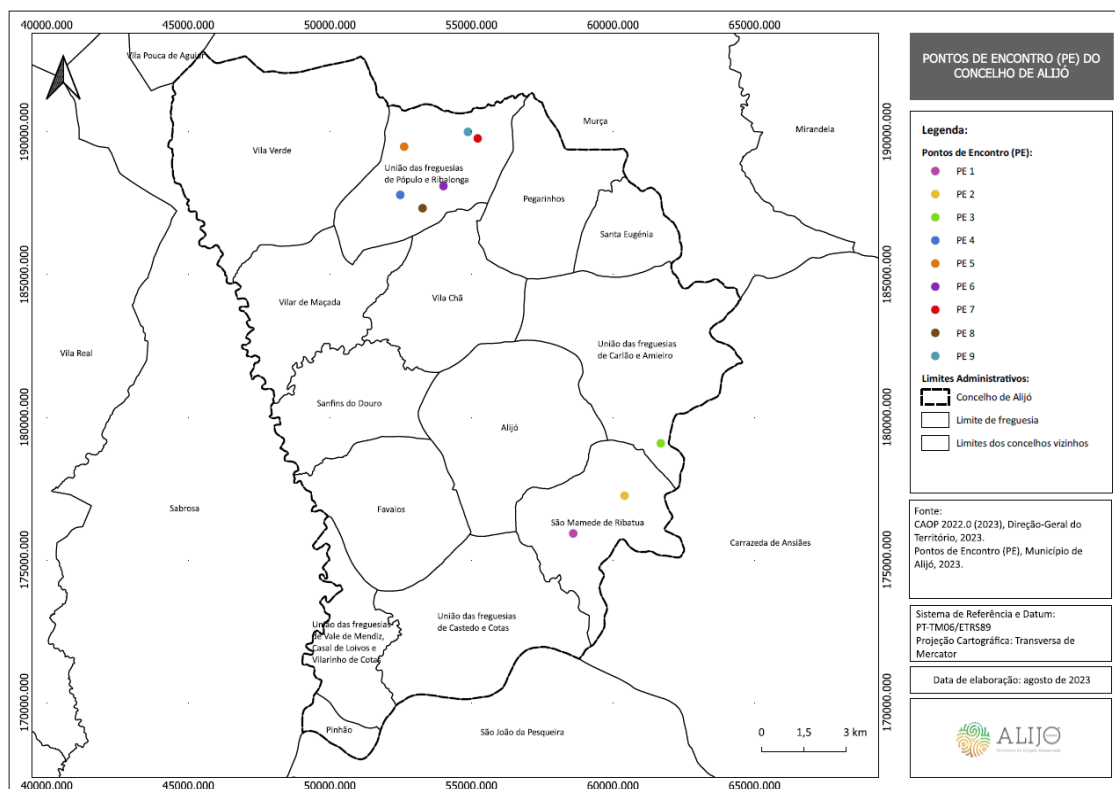 40000.000 45000.000 50000.000 55000.000 60000.000 65000.000
PONTOS DE ENCONTRO (PE) DO
CONCELHO DE ALIJÓ
Vila Pouca de Aguiar
Murça
Mirandela
190000.000
190000.000
Vila Verde
União das freguesias
de Pópulo e Ribalonga
Pegarinhos
Santa Eugénia
Legenda:
Pontos de Encontro (PE):
PE 1
PE 2
PE 3
PE 4
PE 5
PE 6
PE 7
PE 8
PE 9
Limites Administrativos:
Concelho de Alijó
Limite de freguesia
Limites dos concelhos vizinhos
185000.000
185000.000
Vilar de Maçada
Vila Chã
União das freguesias
de Carlão e Amieiro
Vila Real
180000.000
180000.000
Sanfins do Douro
Alijó
Sabrosa
Favaios
São Mamede de Ribatua
Carrazeda de Ansiães
175000.000
175000.000
Fonte:
CAOP 2022.0 (2023), Direção-Geral do
Território, 2023.
Pontos de Encontro (PE), Município de
Alijó, 2023.
União das freguesias
de Vale de Mendiz,
Casal de Loivos e
Vilarinho de Cotas
União das freguesias
de Castedo e Cotas
Sistema de Referência e Datum:
PT-TM06/ETRS89
Projeção Cartográfica: Transversa de
Mercator
Data de elaboração: agosto de 2023
170000.000
170000.000
Pinhão
São João da Pesqueira
0 1,5 3 km
ALIJÓ
40000.000 45000.000 50000.000 55000.000 60000.000 65000.000